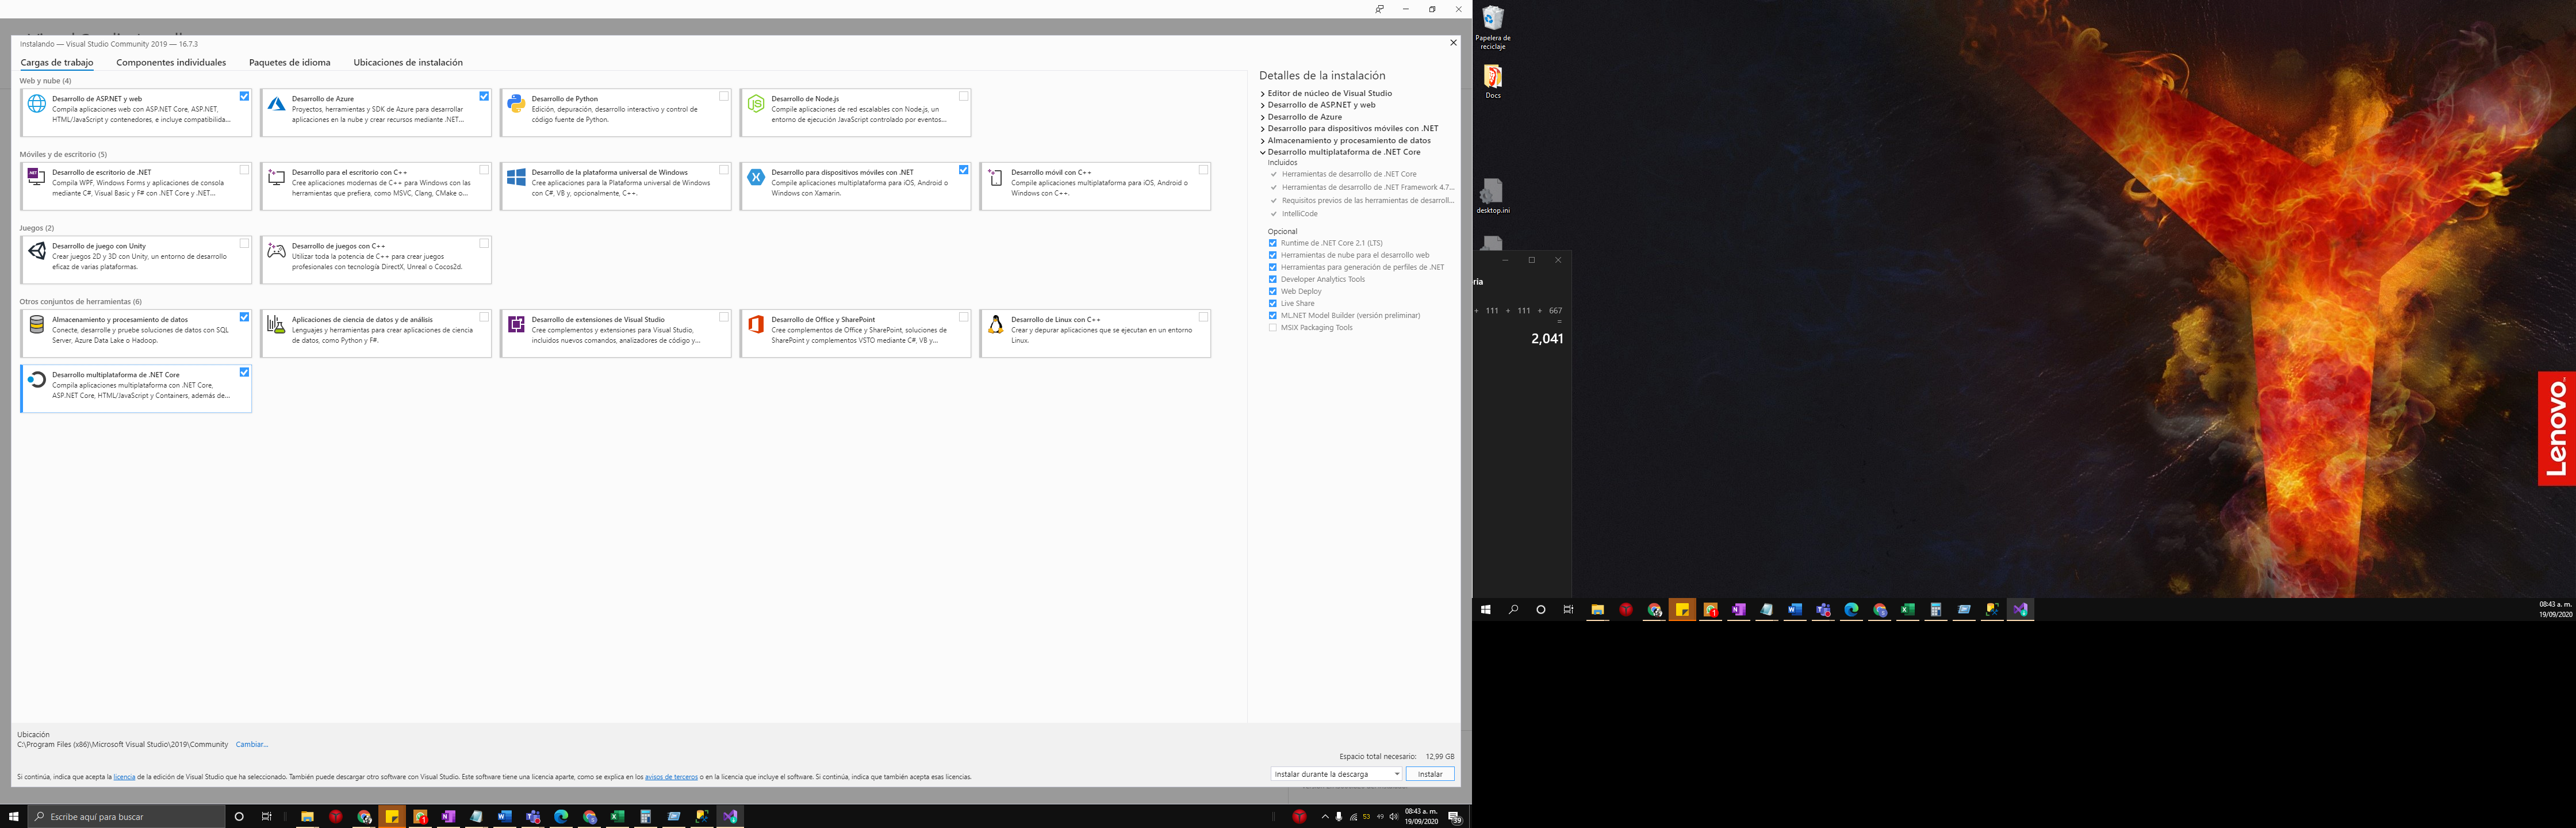 Instalando — Visual Studio Community 2019 — 16.7.3
Cargas de trabajo
Componentes individuales
Paquetes de idioma
Ubicaciones de instalación
Web y nube (4)
Desarrollo de ASP.NET y web
Compila aplicaciones web con ASP.NET Core, ASP.NET,
HTML/JavaScript y contenedores, e incluye compatibilida...
Desarrollo de Azure
Proyectos, herramientas y SDK de Azure para desarrollar
aplicaciones en la nube y crear recursos mediante .NET...
Desarrollo de Python
Edición, depuración, desarrollo interactivo y control de
código fuente de Python.
Desarrollo de Node.js
Compile aplicaciones de red escalables con Node.js, un
entorno de ejecución JavaScript controlado por eventos...
Móviles y de escritorio (5)
Desarrollo de escritorio de .NET
Compila WPF, Windows Forms y aplicaciones de consola
mediante C#, Visual Basic y F# con .NET Core y .NET...
Desarrollo para el escritorio con C++
Cree aplicaciones modernas de C++ para Windows con las
herramientas que prefiera, como MSVC, Clang, CMake o...
Desarrollo de la plataforma universal de Windows
Cree aplicaciones para la Plataforma universal de Windows
con C#, VB y, opcionalmente, C++.
Desarrollo para dispositivos móviles con .NET
Compile aplicaciones multiplataforma para iOS, Android o
Windows con Xamarin.
Desarrollo móvil con C++
Compile aplicaciones multiplataforma para iOS, Android o
Windows con C++.
Juegos (2)
Desarrollo de juego con Unity
Crear juegos 2D y 3D con Unity, un entorno de desarrollo
eficaz de varias plataformas.
Desarrollo de juegos con C++
Utilizar toda la potencia de C++ para crear juegos
profesionales con tecnología DirectX, Unreal o Cocos2d.
Otros conjuntos de herramientas (6)
Almacenamiento y procesamiento de datos
Conecte, desarrolle y pruebe soluciones de datos con SQL
Server, Azure Data Lake o Hadoop.
Aplicaciones de ciencia de datos y de análisis
Lenguajes y herramientas para crear aplicaciones de ciencia
de datos, como Python y F#.
Desarrollo de extensiones de Visual Studio
Cree complementos y extensiones para Visual Studio,
incluidos nuevos comandos, analizadores de código y...
Desarrollo de Office y SharePoint
Cree complementos de Office y SharePoint, soluciones de
SharePoint y complementos VSTO mediante C#, VB y...
Desarrollo de Linux con C++
Crear y depurar aplicaciones que se ejecutan en un entorno
Linux.
Desarrollo multiplataforma de .NET Core
Compila aplicaciones multiplataforma con .NET Core,
ASP.NET Core, HTML/JavaScript y Containers, además de...
Detalles de la instalación
Editor de núcleo de Visual Studio
Desarrollo de ASP.NET y web
Desarrollo de Azure
Desarrollo para dispositivos móviles con .NET
Almacenamiento y procesamiento de datos
Desarrollo multiplataforma de .NET Core
Incluidos
Herramientas de desarrollo de .NET Core
Herramientas de desarrollo de .NET Framework 4.7...
Requisitos previos de las herramientas de desarroll...
IntelliCode
Opcional
Runtime de .NET Core 2.1 (LTS)
Herramientas de nube para el desarrollo web
Herramientas para generación de perfiles de .NET
Developer Analytics Tools
Web Deploy
Live Share
ML.NET Model Builder (versión preliminar)
MSIX Packaging Tools
Ubicación
C:\Program Files (x86)\Microsoft Visual Studio\2019\Community Cambiar...
Espacio total necesario: 12,99 GB
Si continúa, indica que acepta la licencia de la edición de Visual Studio que ha seleccionado. También puede descargar otro software con Visual Studio. Este software tiene una licencia aparte, como se explica en los avisos de terceros o en la licencia que incluye el software. Si continúa, indica que también acepta esas licencias.
Instalar durante la descarga
Instalar
Escribe aquí para buscar
53
49
08:43 a. m.
19/09/2020
39
Papelera de
reciclaje
Docs
desktop.ini
ria
+ 111 + 111 + 667
=
2,041
Lenovo
08:43 a. m.
19/09/2020